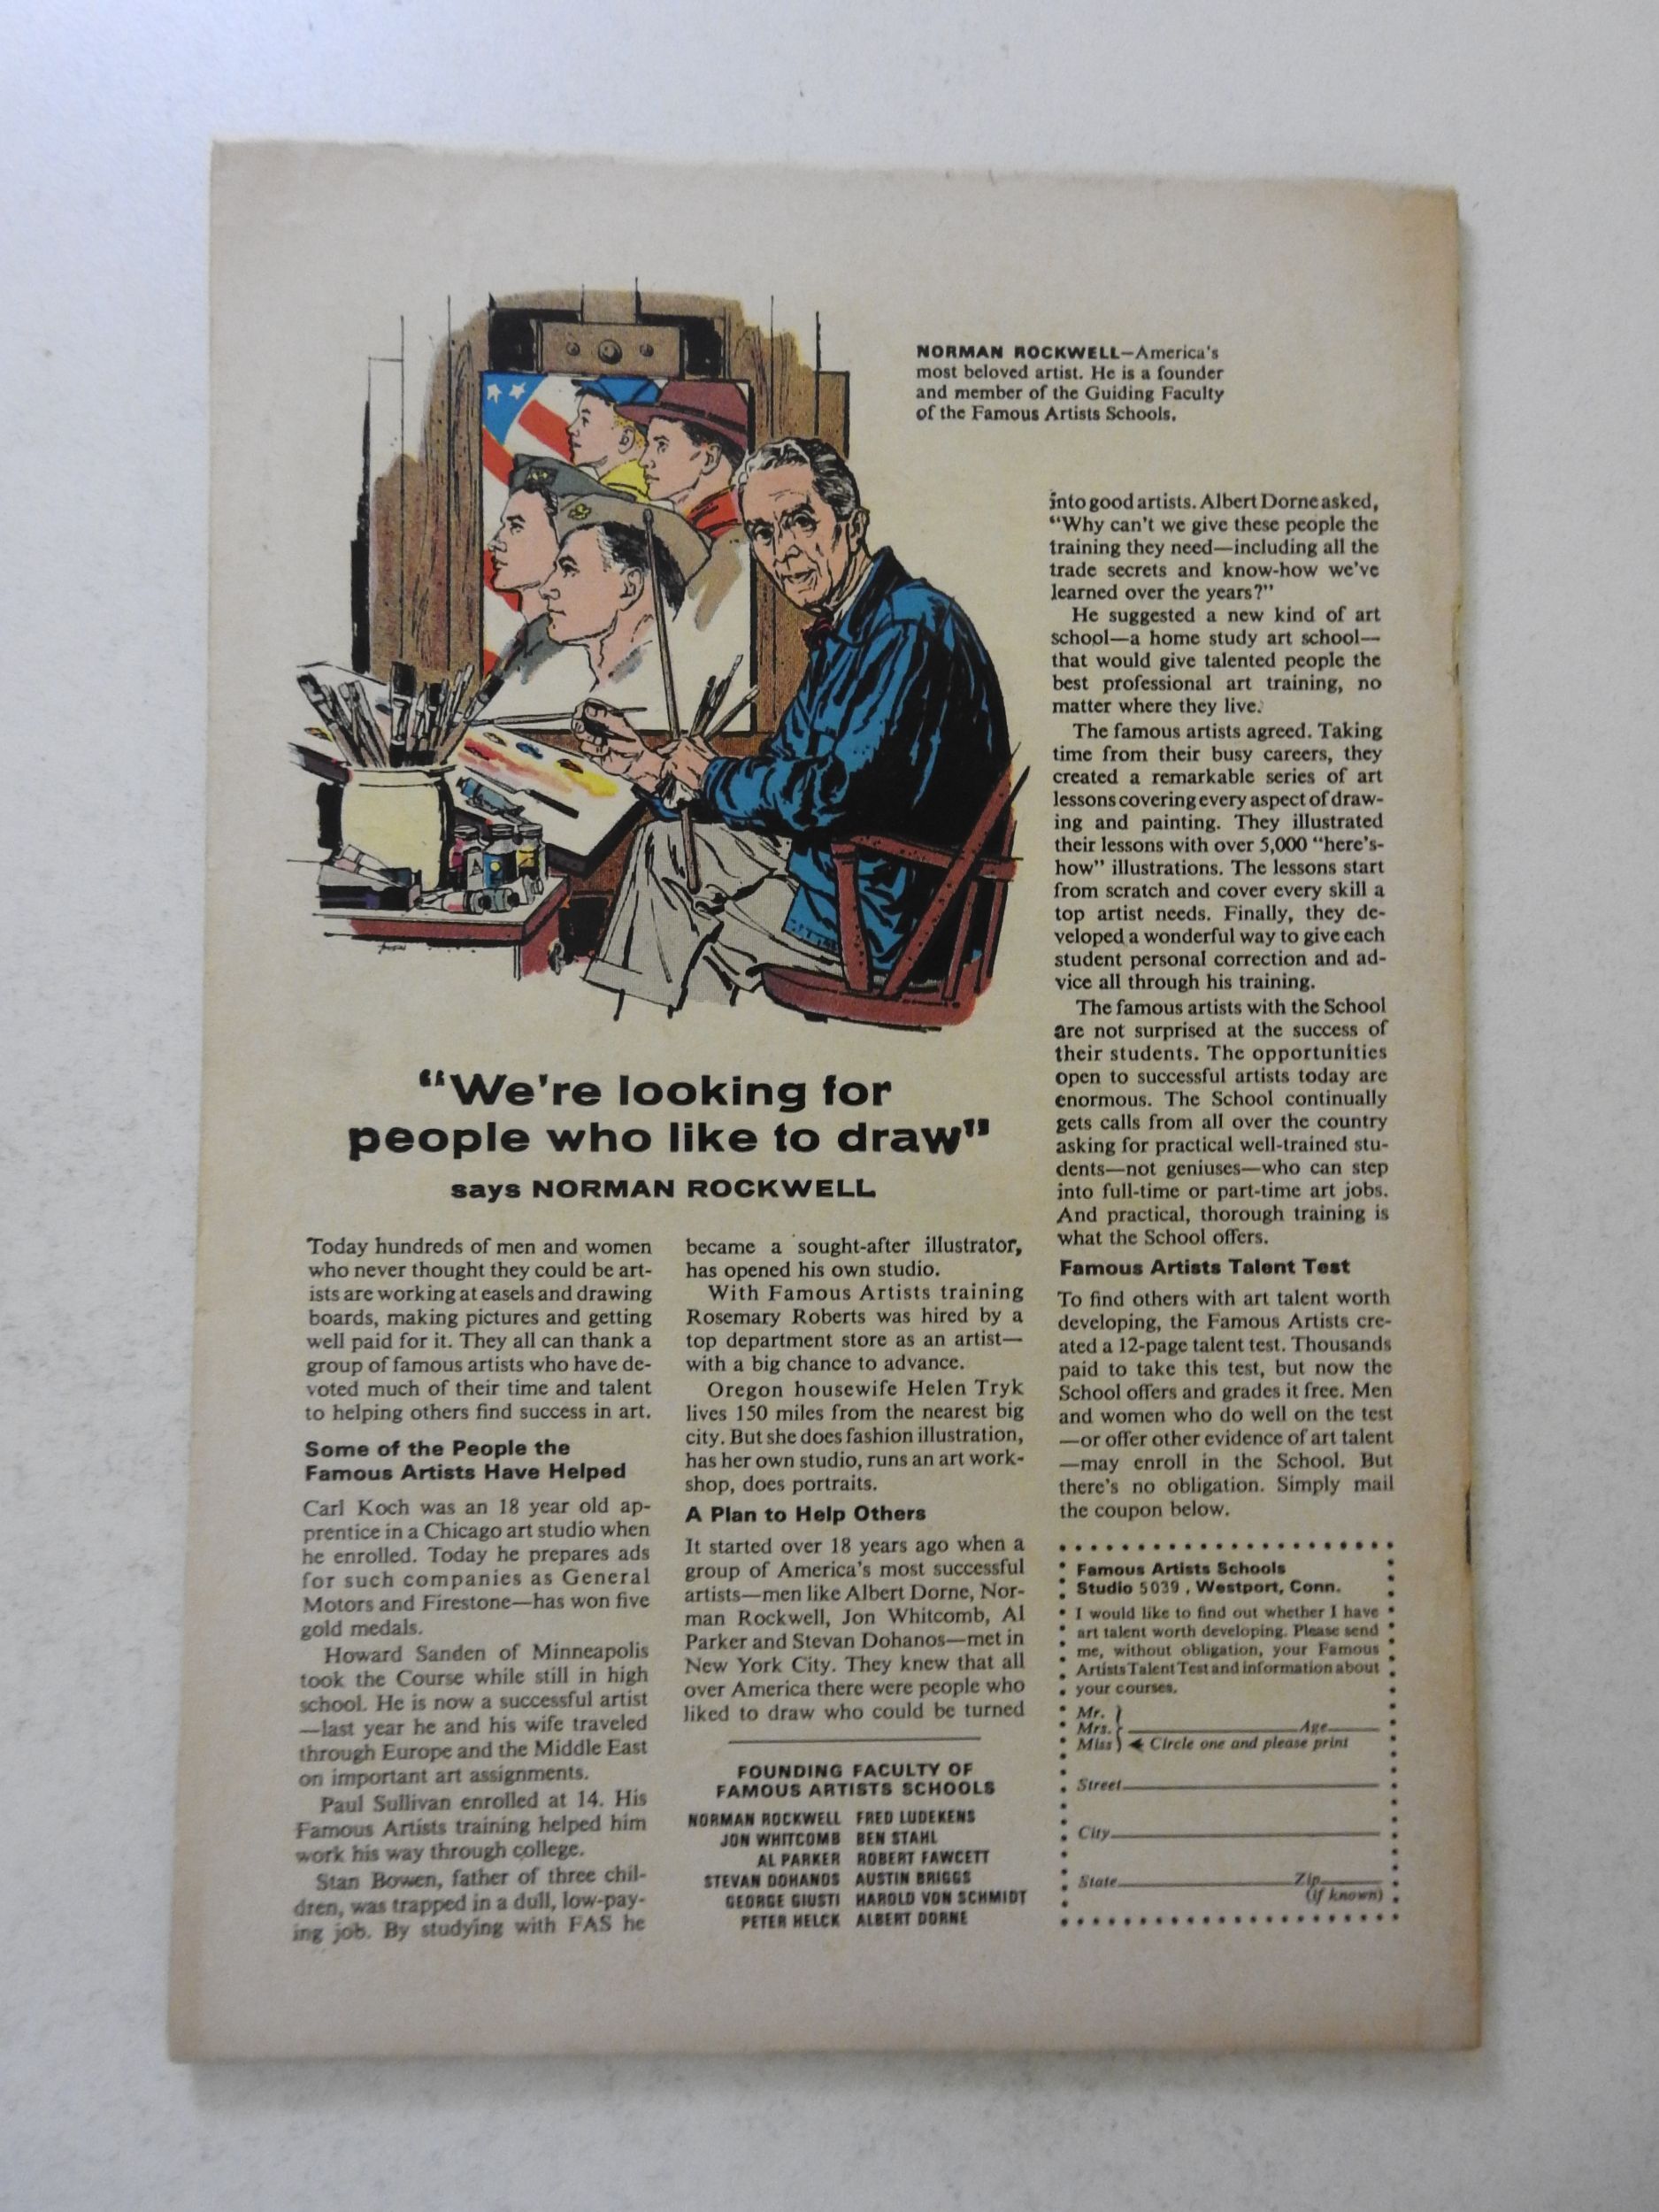 NORMAN ROCKWELL—America's
most beloved artist. He is a founder
and member of the Guiding Faculty
of the Famous Artists Schools.
"We're looking for
people who like to draw"
says NORMAN ROCKWELL
Today hundreds of men and women
who never thought they could be art-
ists are working at easels and drawing
boards, making pictures and getting
well paid for it. They all can thank a
group of famous artists who have de-
voted much of their time and talent
to helping others find success in art.
Some of the People the
Famous Artists Have Helped
Carl Koch was an 18 year old ap-
prentice in a Chicago art studio when
he enrolled. Today he prepares ads
for such companies as General
Motors and Firestone—has won five
gold medals.
Howard Sanden of Minneapolis
took the Course while still in high
school. He is now a successful artist
—last year he and his wife traveled
through Europe and the Middle East
on important art assignments.
Paul Sullivan enrolled at 14. His
Famous Artists training helped him
work his way through college.
Stan Bowen, father of three chil-
dren, was trapped in a dull, low-pay-
ing job. By studying with FAS he
became a sought-after illustrator,
has opened his own studio.
With Famous Artists training
Rosemary Roberts was hired by a
top department store as an artist—
with a big chance to advance.
Oregon housewife Helen Tryk
lives 150 miles from the nearest big
city. But she does fashion illustration,
has her own studio, runs an art work-
shop, does portraits.
A Plan to Help Others
It started over 18 years ago when a
group of America's most successful
artists—men like Albert Dorne, Nor-
man Rockwell, Jon Whitcomb, Al
Parker and Stevan Dohanos—met in
New York City. They knew that all
over America there were people who
liked to draw who could be turned
FOUNDING FACULTY OF
FAMOUS ARTISTS SCHOOLS
NORMAN ROCKWELL FRED LUDEKENS
JON WHITCOMB BEN STAHL
AL PARKER ROBERT FAWCETT
STEVAN DOHANOS AUSTIN BRIGGS
GEORGE GIUSTI HAROLD VON SCHMIDT
PETER HELCK ALBERT DORNE
into good artists. Albert Dorne asked,
"Why can't we give these people the
training they need—including all the
trade secrets and know-how we've
learned over the years?"
He suggested a new kind of art
school—a home study art school—
that would give talented people the
best professional art training, no
matter where they live.
The famous artists agreed. Taking
time from their busy careers, they
created a remarkable series of art
lessons covering every aspect of draw-
ing and painting. They illustrated
their lessons with over 5,000 "here's-
how" illustrations. The lessons start
from scratch and cover every skill a
top artist needs. Finally, they de-
veloped a wonderful way to give each
student personal correction and ad-
vice all through his training.
The famous artists with the School
are not surprised at the success of
their students. The opportunities
open to successful artists today are
enormous. The School continually
gets calls from all over the country
asking for practical well-trained stu-
dents—not geniuses—who can step
into full-time or part-time art jobs.
And practical, thorough training is
what the School offers.
Famous Artists Talent Test
To find others with art talent worth
developing, the Famous Artists cre-
ated a 12-page talent test. Thousands
paid to take this test, but now the
School offers and grades it free. Men
and women who do well on the test
—or offer other evidence of art talent
—may enroll in the School. But
there's no obligation. Simply mail
the coupon below.
Famous Artists Schools
Studio 5039 , Westport, Conn.
I would like to find out whether I have
art talent worth developing. Please send
me, without obligation, your Famous
Artists Talent Test and information about
your courses.
Mr.
Mrs. Age
Miss Circle one and please print
Street
City
State Zip
(if known)